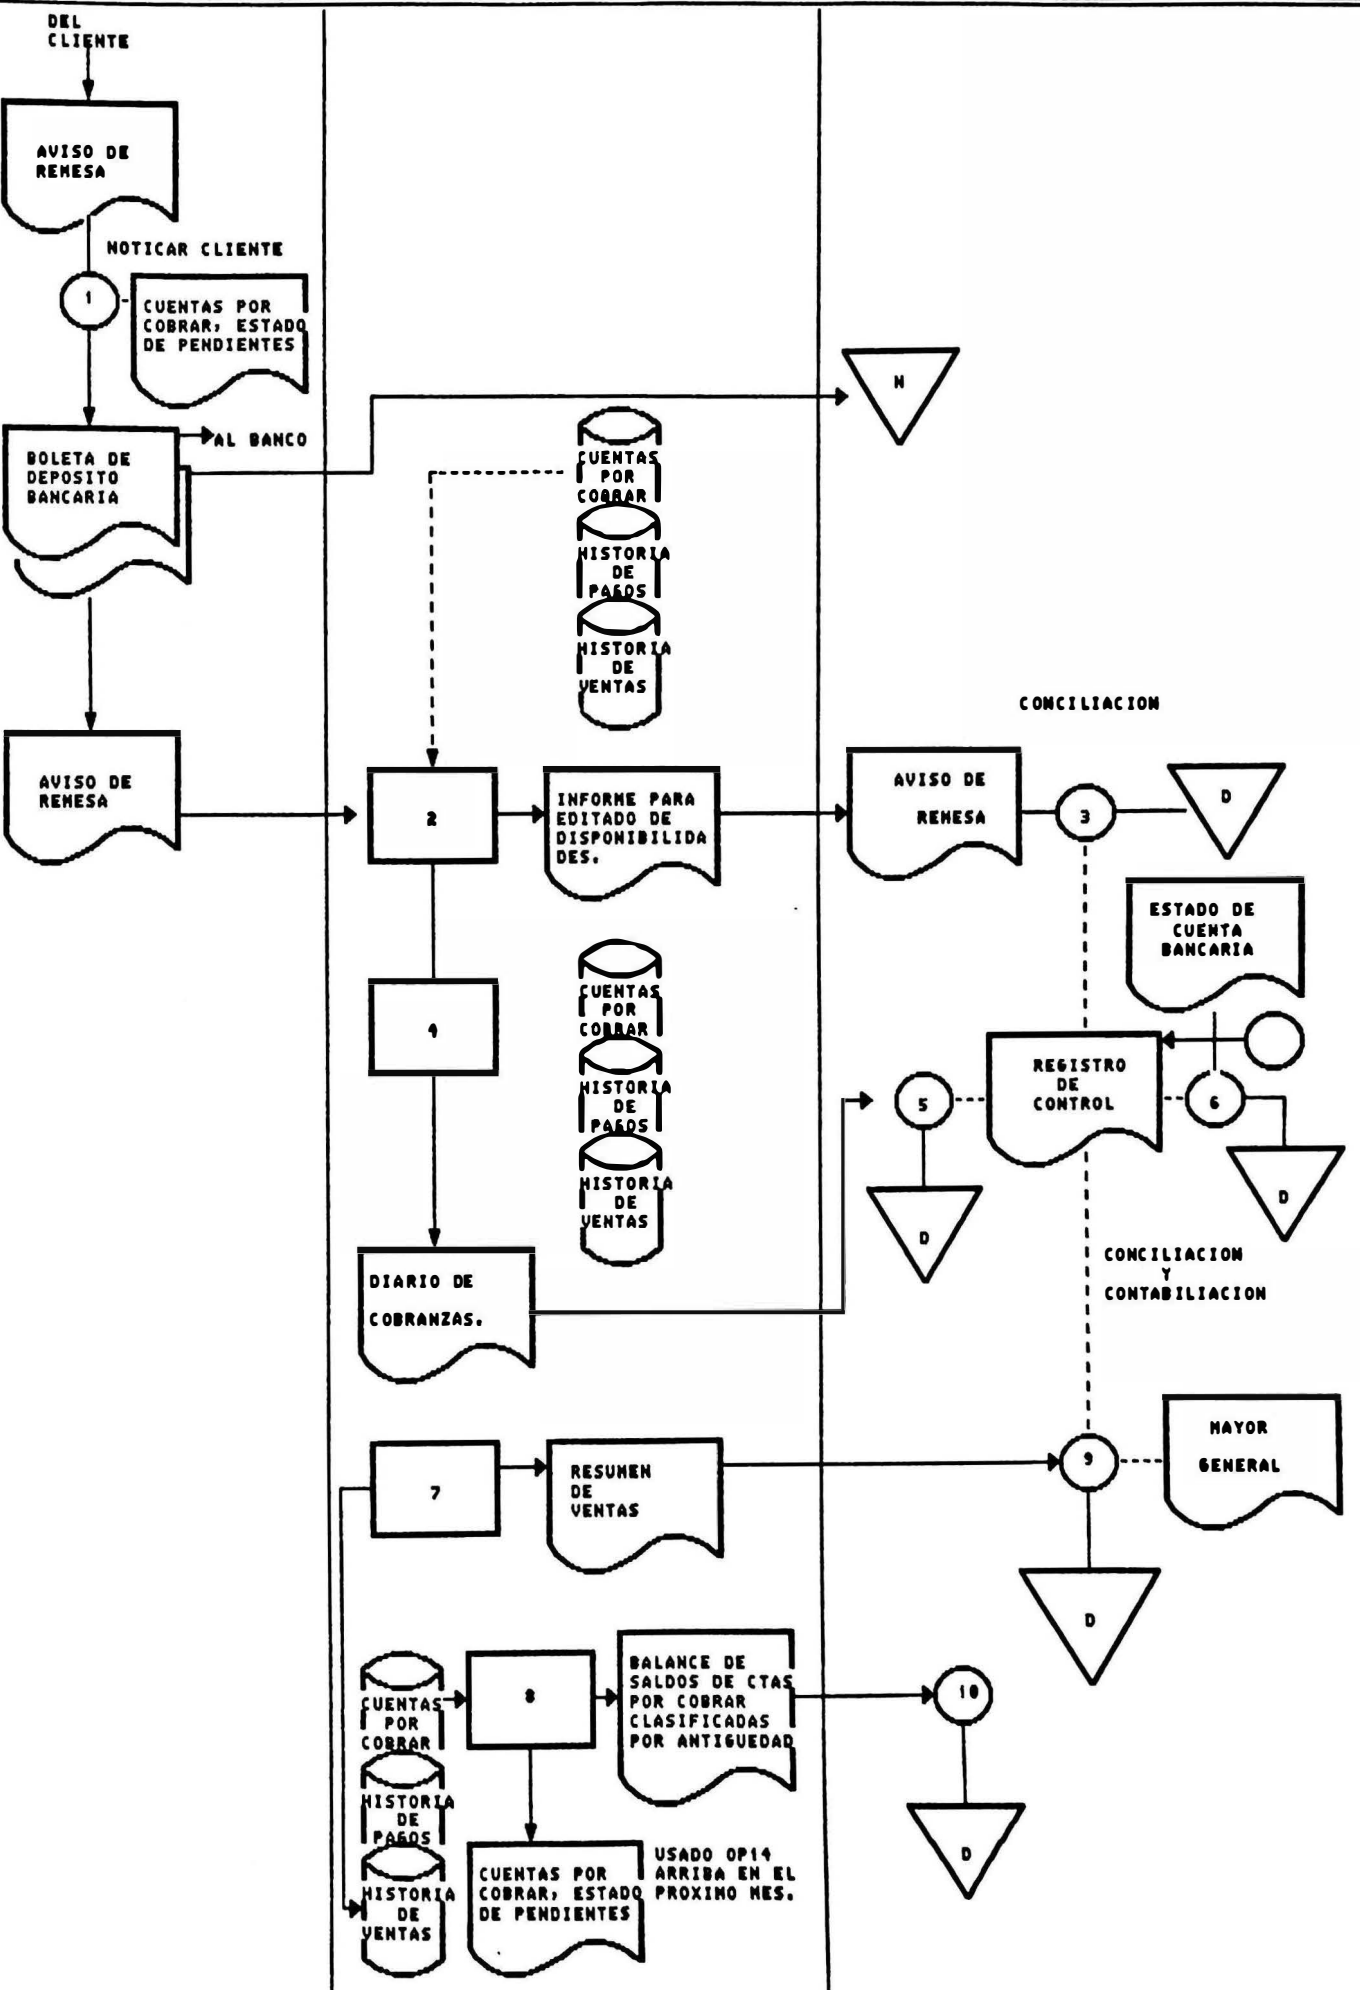 DEL
CLIENTE
AVISO DE
REMESA
NOTICAR CLIENTE
1
CUENTAS POR
COBRAR, ESTADO
DE PENDIENTES
BOLETA DE
DEPOSITO
BANCARIA
AL BANCO
N
CUENTAS
POR
COBRAR
HISTORIA
DE
PAGOS
HISTORIA
DE
VENTAS
AVISO DE
REMESA
2
INFORME PARA
EDITADO DE
DISPONIBILIDA
DES.
CONCILIACION
AVISO DE
REMESA
3
D
ESTADO DE
CUENTA
BANCARIA
4
CUENTAS
POR
COBRAR
HISTORIA
DE
PAGOS
HISTORIA
DE
VENTAS
REGISTRO
DE
CONTROL
5
6
D
D
CONCILIACION
Y
CONTABILIACION
DIARIO DE
COBRANZAS.
7
RESUMEN
DE
VENTAS
9
MAYOR
GENERAL
D
CUENTAS
POR
COBRAR
HISTORIA
DE
PAGOS
HISTORIA
DE
VENTAS
8
BALANCE DE
SALDOS DE CTAS
POR COBRAR
CLASIFICADAS
POR ANTIGUEDAD
10
D
CUENTAS POR
COBRAR, ESTADO
DE PENDIENTES
USADO OP14
ARRIBA EN EL
PROXIMO MES.